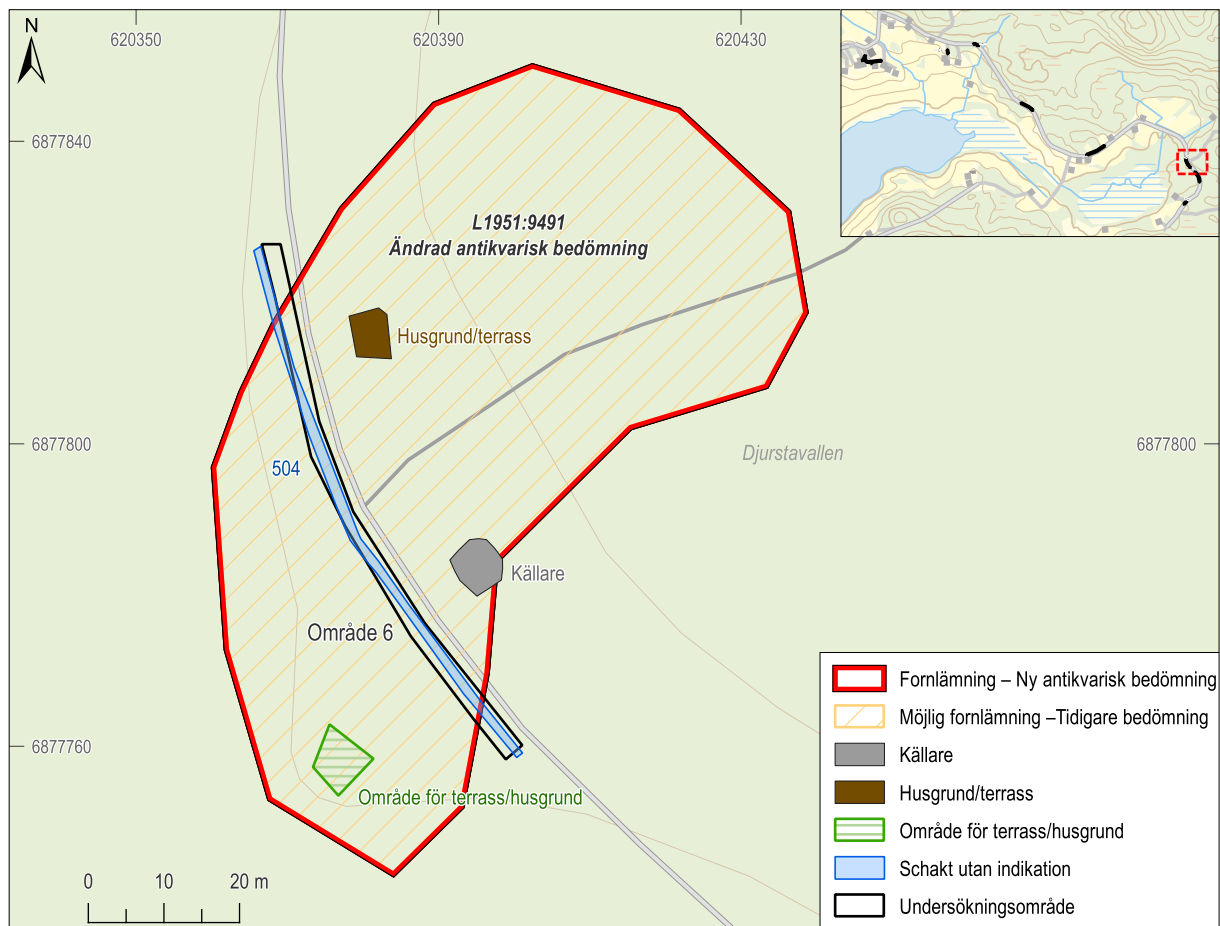 N
620350
620390
620430
6877840
L1951:9491
Ändrad antikvarisk bedömning
Husgrund/terrass
6877800
504
Djurstavallen
6877800
Källare
Område 6
6877760
Område för terrass/husgrund
0 10 20 m
Fornlämning – Ny antikvarisk bedömning
Möjlig fornlämning –Tidigare bedömning
Källare
Husgrund/terrass
Område för terrass/husgrund
Schakt utan indikation
Undersökningsområde